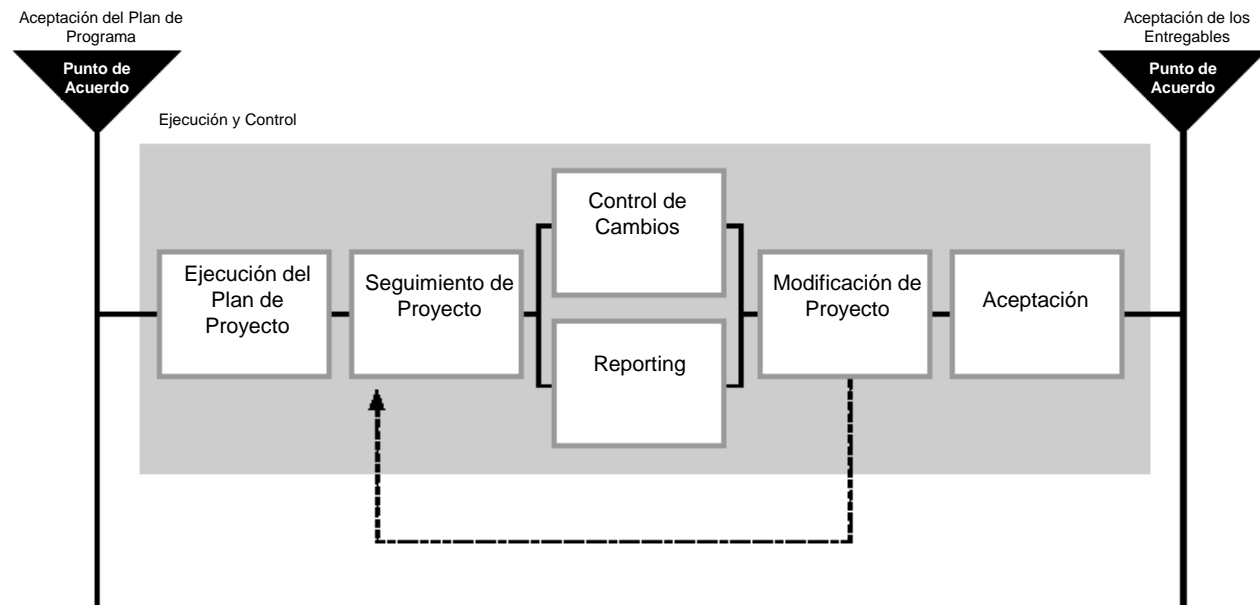 Aceptación del Plan de
Programa
Punto de
Acuerdo
Aceptación de los
Entregables
Punto de
Acuerdo
Ejecución y Control
Ejecución del
Plan de
Proyecto
Seguimiento de
Proyecto
Control de
Cambios
Reporting
Modificación de
Proyecto
Aceptación